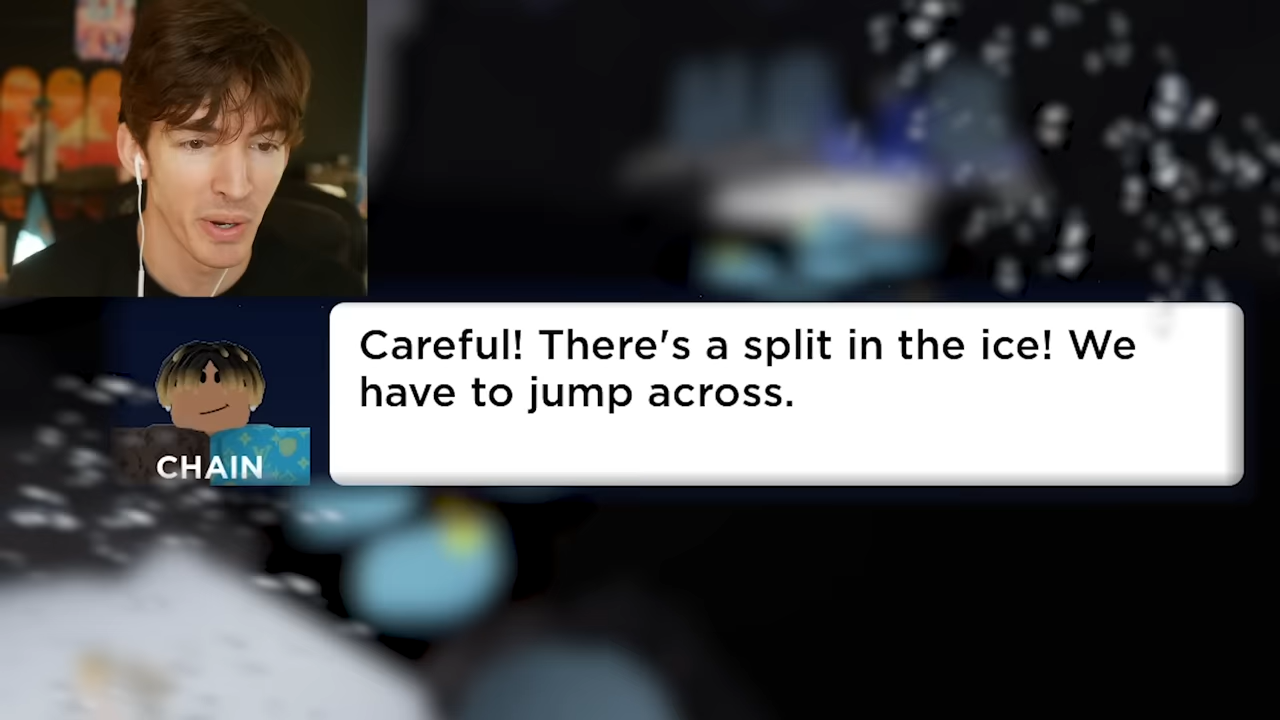 Careful! There's a split in the ice! We
have to jump across.
CHAIN